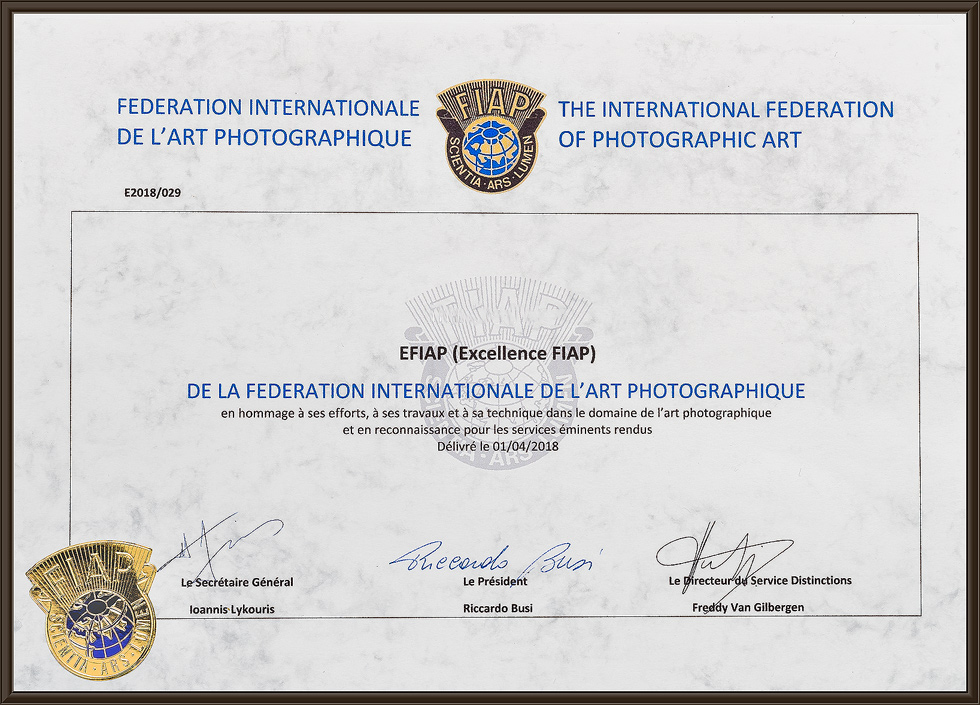 FEDERATION INTERNATIONALE
DE L’ART PHOTOGRAPHIQUE
FIAP
SCIENTIA · ARS · LUMEN
THE INTERNATIONAL FEDERATION
OF PHOTOGRAPHIC ART
E2018/029
FIAP
EFIAP (Excellence FIAP)
DE LA FEDERATION INTERNATIONALE DE L’ART PHOTOGRAPHIQUE
en hommage à ses efforts, à ses travaux et à sa technique dans le domaine de l’art photographique
et en reconnaissance pour les services éminents rendus
Délivré le 01/04/2018
Riccardo Busi
Le Secrétaire Général
Le Président
Le Directeur du Service Distinctions
Ioannis Lykouris
Riccardo Busi
Freddy Van Gilbergen
FIAP
SCIENTIA · ARS · LUMEN